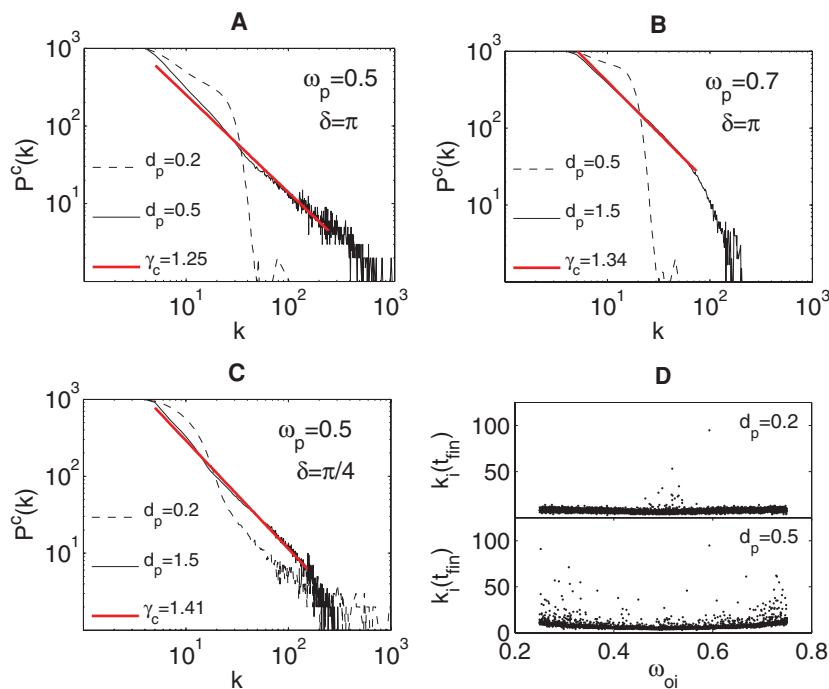 A
10³
10²
10¹
P^c(k)
ω_p=0.5
δ=π
d_p=0.2
d_p=0.5
γ_c=1.25
10¹
10²
10³
k
B
10³
10²
10¹
P^c(k)
ω_p=0.7
δ=π
d_p=0.5
d_p=1.5
γ_c=1.34
10¹
10²
10³
k
C
10³
10²
10¹
P^c(k)
ω_p=0.5
δ=π/4
d_p=0.2
d_p=1.5
γ_c=1.41
10¹
10²
10³
k
D
100
50
k_i(t_fin)
d_p=0.2
100
50
0
k_i(t_fin)
d_p=0.5
0.2
0.4
0.6
0.8
ω_oi